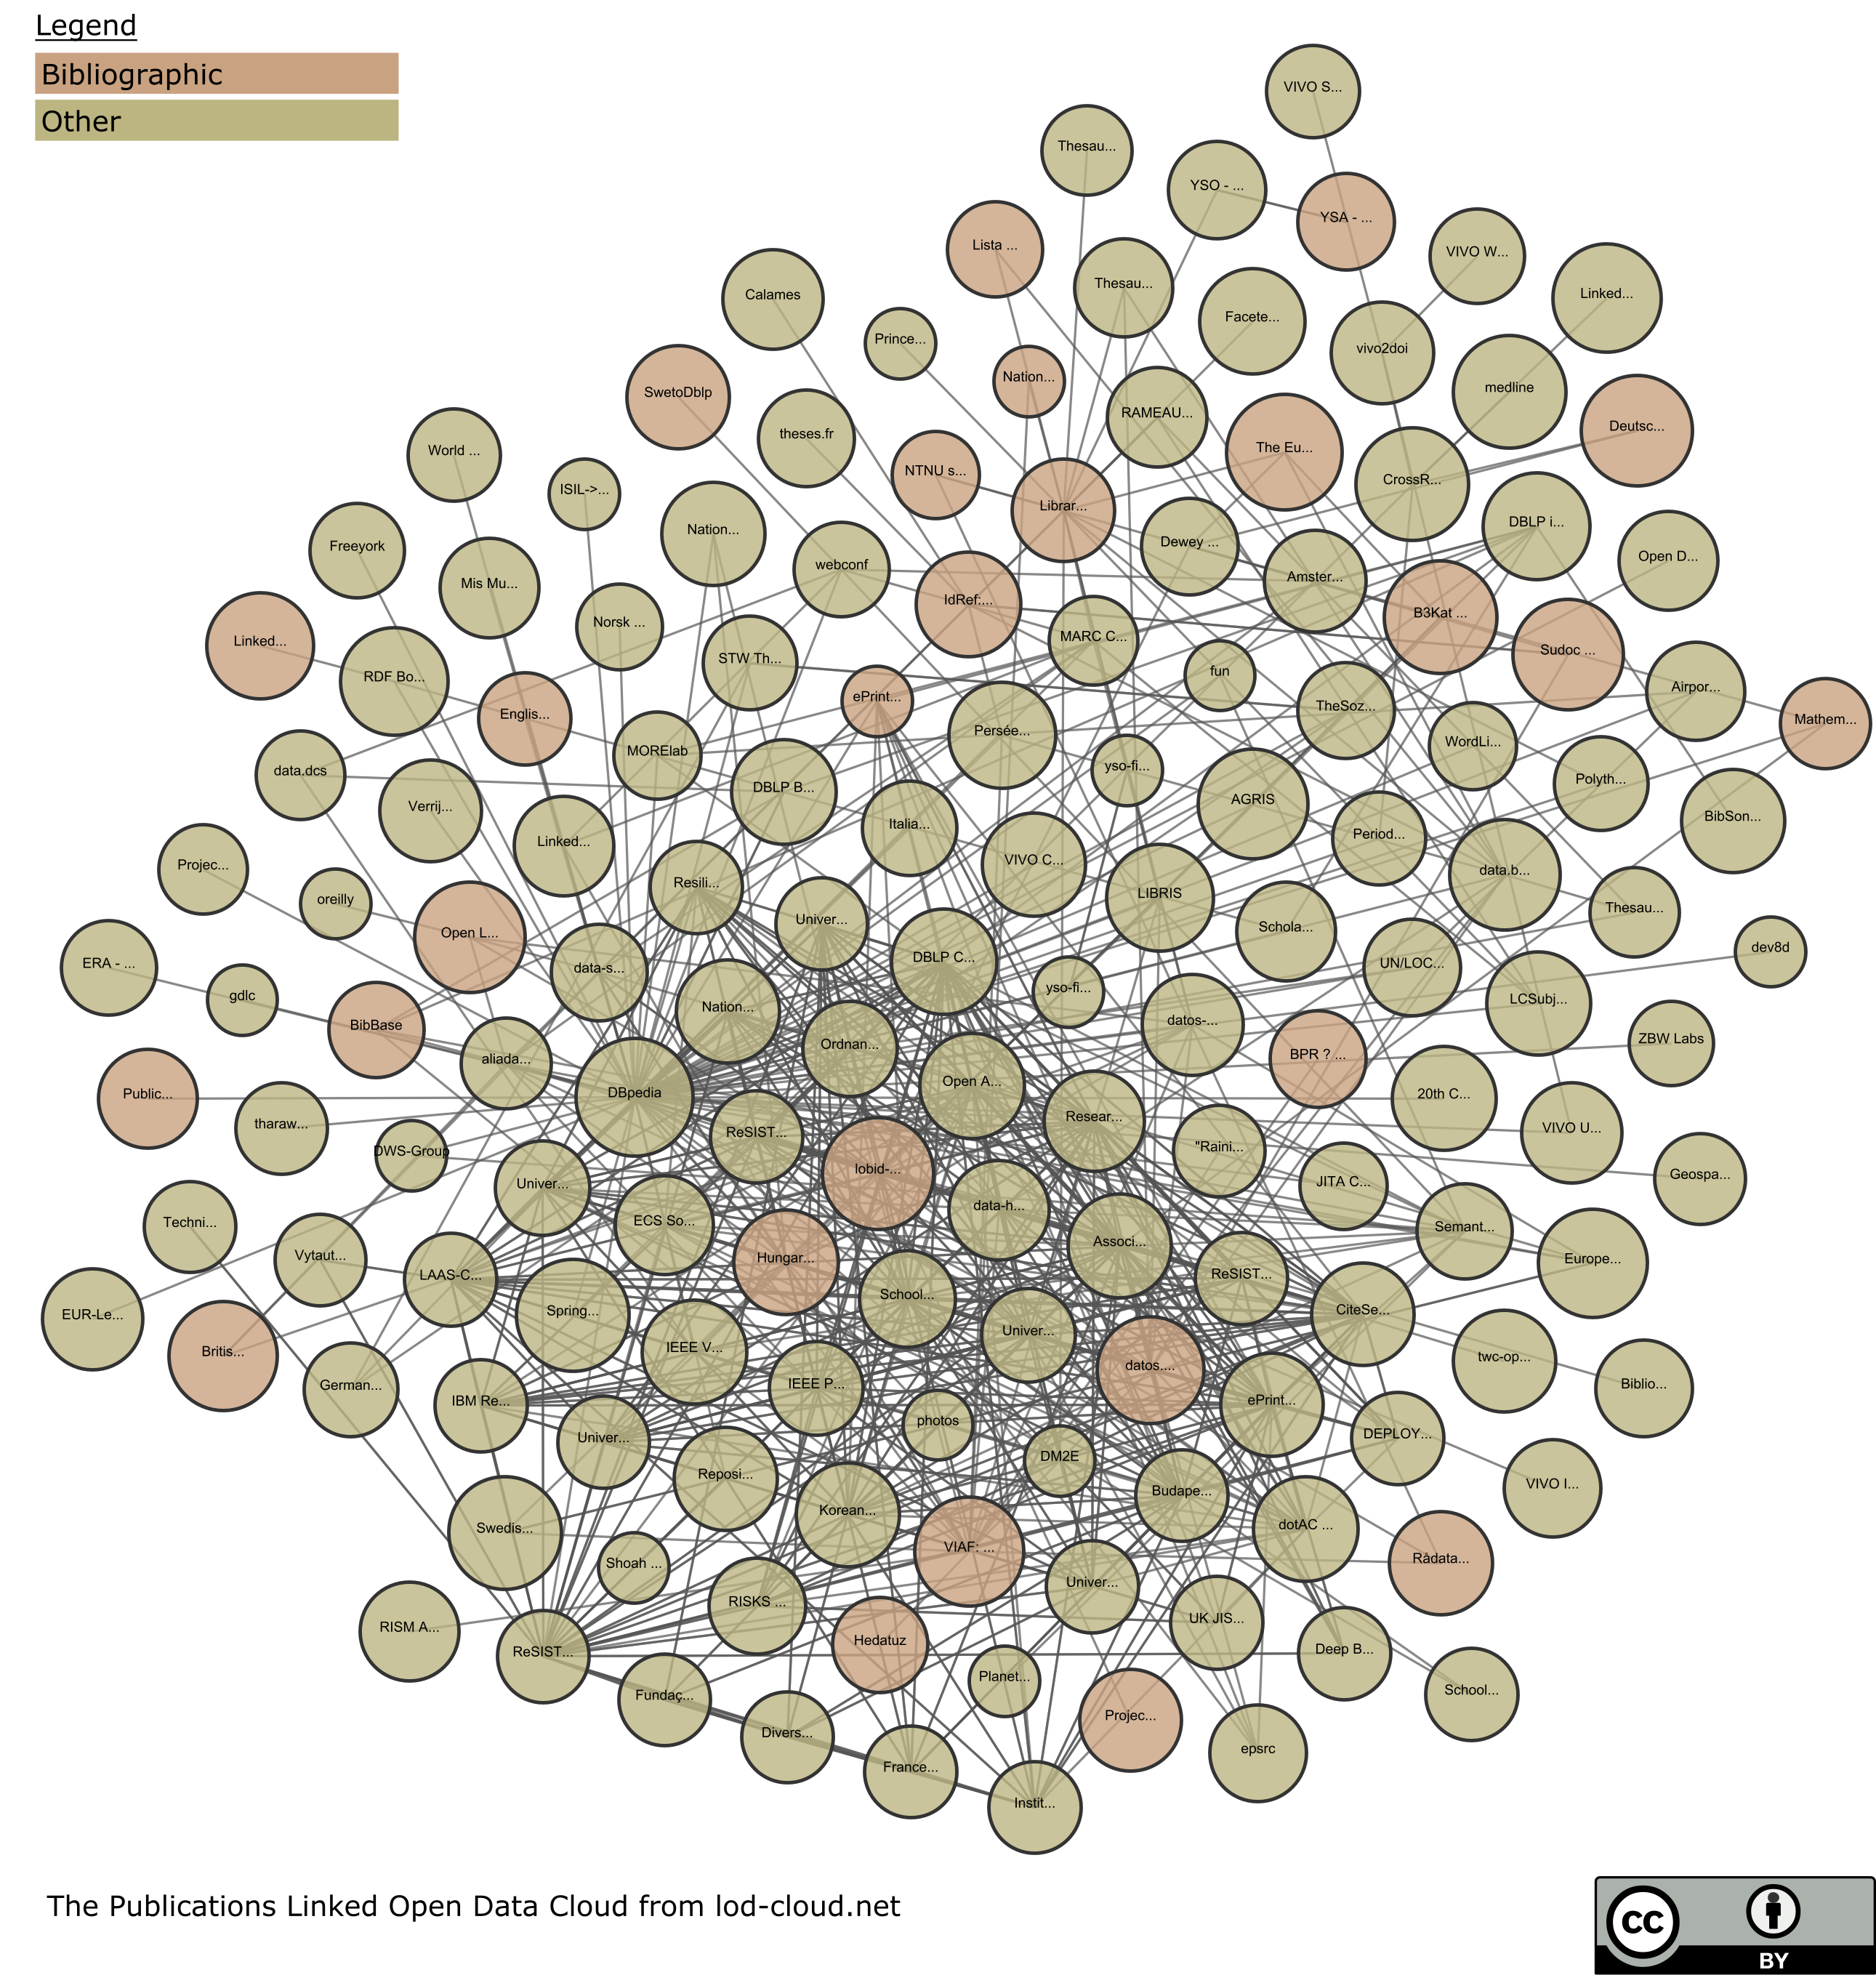 Legend
Bibliographic
Other
VIVO S...
Thesau...
YSO - ...
YSA - ...
Lista ...
VIVO W...
Thesau...
Calames
Linked...
Facete...
Prince...
vivo2doi
Nation...
medline
SwetoDblp
RAMEAU...
Deutsc...
theses.fr
The Eu...
World ...
NTNU s...
CrossR...
ISIL->...
Librar...
DBLP i...
Nation...
Freeyork
Dewey ...
Open D...
webconf
Amster...
Mis Mu...
IdRef:...
B3Kat ...
Norsk ...
MARC C...
Linked...
Sudoc ...
STW Th...
fun
RDF Bo...
Airpor...
ePrint...
TheSoz...
Englis...
Mathem...
Persée...
WordLi...
MORElab
yso-fi...
data.dcs
Polyth...
DBLP B...
AGRIS
Verrij...
BibSon...
Italia...
Period...
Linked...
VIVO C...
Projec...
data.b...
Resili...
LIBRIS
oreilly
Thesau...
Univer...
Schola...
Open L...
dev8d
DBLP C...
ERA - ...
UN/LOC...
data-s...
yso-fi...
gdlc
LCSubj...
Nation...
datos-...
BibBase
ZBW Labs
Ordnan...
aliada...
BPR ? ...
Open A...
DBpedia
Public...
20th C...
Resear...
tharaw...
VIVO U...
ReSIST...
"Raini...
DWS-Group
lobid-...
Geospa...
Univer...
JITA C...
data-h...
Techni...
ECS So...
Semant...
Associ...
Vytaut...
Hungar...
Europe...
LAAS-C...
ReSIST...
School...
EUR-Le...
Spring...
CiteSe...
Univer...
Britis...
IEEE V...
twc-op...
datos....
German...
IEEE P...
Biblio...
IBM Re...
ePrint...
photos
Univer...
DEPLOY...
DM2E
Reposi...
VIVO I...
Budape...
Korean...
Swedis...
dotAC ...
VIAF: ...
Shoah ...
Rådata...
Univer...
RISKS ...
RISM A...
UK JIS...
Hedatuz
ReSIST...
Deep B...
Planet...
School...
Fundaç...
Projec...
Divers...
epsrc
France...
Instit...
The Publications Linked Open Data Cloud from lod-cloud.net
cc
BY